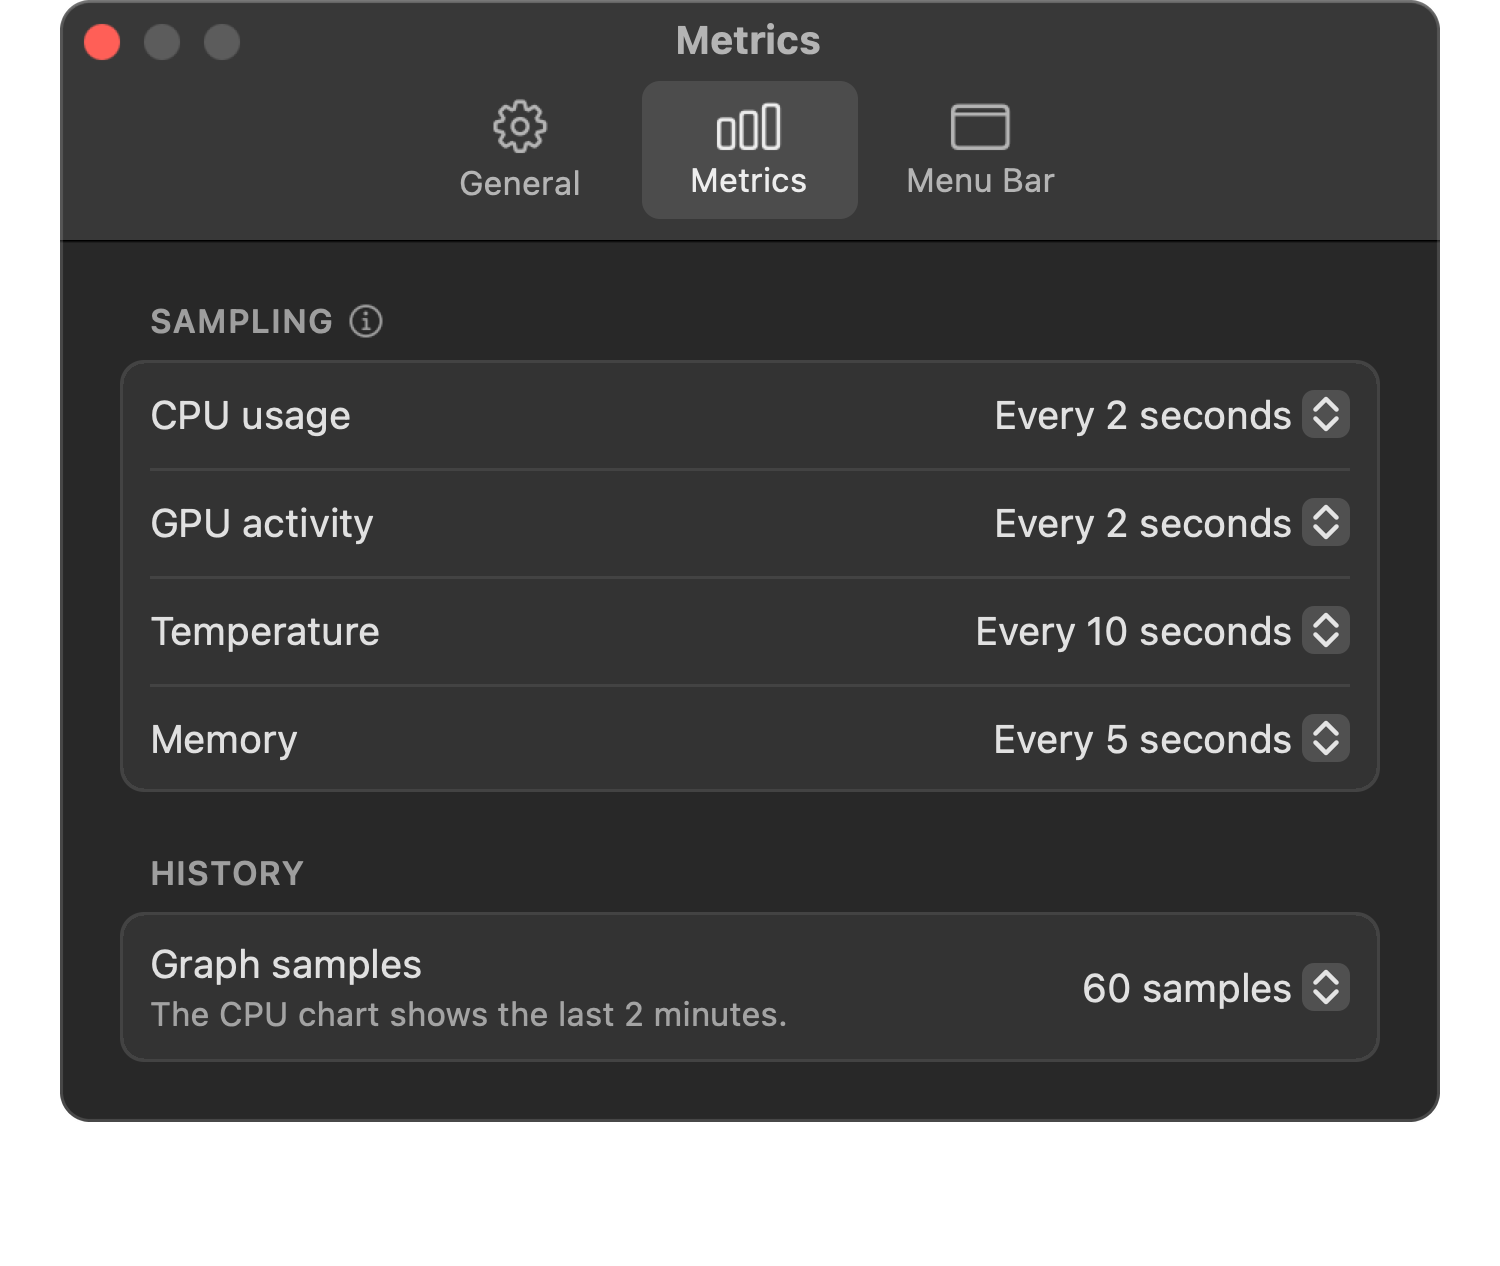 Metrics
General
Metrics
Menu Bar
SAMPLING
CPU usage
Every 2 seconds
GPU activity
Every 2 seconds
Temperature
Every 10 seconds
Memory
Every 5 seconds
HISTORY
Graph samples
The CPU chart shows the last 2 minutes.
60 samples